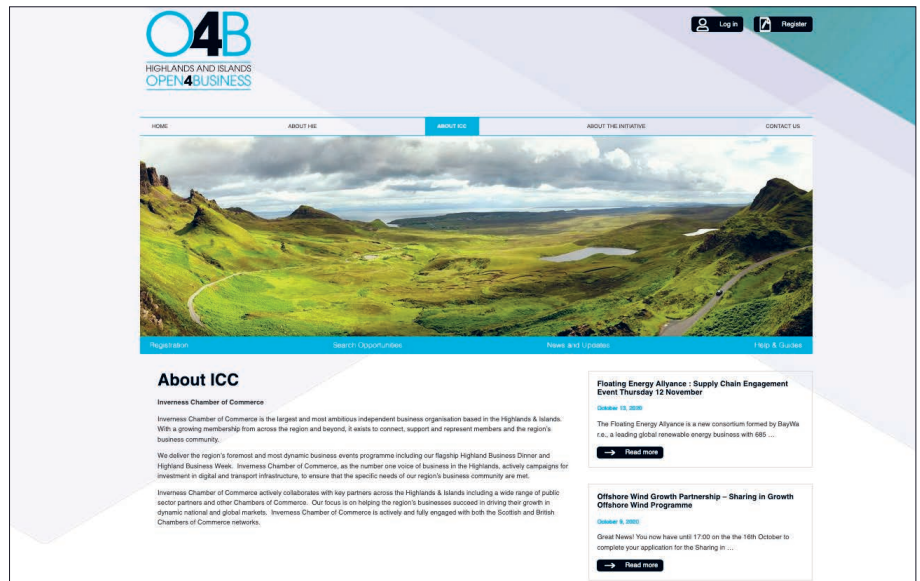 O4B
HIGHLANDS AND ISLANDS
OPEN4BUSINESS
Log in
Register
HOME
ABOUT HIE
ABOUT ICC
ABOUT THE INITIATIVE
CONTACT US
Registration
Search Opportunities
News and Updates
Help & Guides
About ICC
Inverness Chamber of Commerce
Inverness Chamber of Commerce is the largest and most ambitious independent business organisation based in the Highlands & Islands.
With a growing membership from across the region and beyond, it exists to connect, support and represent members and the region's
business community.
We deliver the region's foremost and most dynamic business events programme including our flagship Highland Business Dinner and
Highland Business Week. Inverness Chamber of Commerce, as the number one voice of business in the Highlands, actively campaigns for
investment in digital and transport infrastructure, to ensure that the specific needs of our region's business community are met.
Inverness Chamber of Commerce actively collaborates with key partners across the Highlands & Islands including a wide range of public
sector partners and other Chambers of Commerce. Our focus is on helping the region's businesses succeed in driving their growth in
dynamic national and global markets. Inverness Chamber of Commerce is actively and fully engaged with both the Scottish and British
Chambers of Commerce networks.
Floating Energy Allyance : Supply Chain Engagement
Event Thursday 12 November
October 13, 2020
The Floating Energy Allyance is a new consortium formed by BayWa
r.e., a leading global renewable energy business with 685 ...
Read more
Offshore Wind Growth Partnership – Sharing in Growth
Offshore Wind Programme
October 9, 2020
Great News! You now have until 17:00 on the the 16th October to
complete your application for the Sharing in ...
Read more